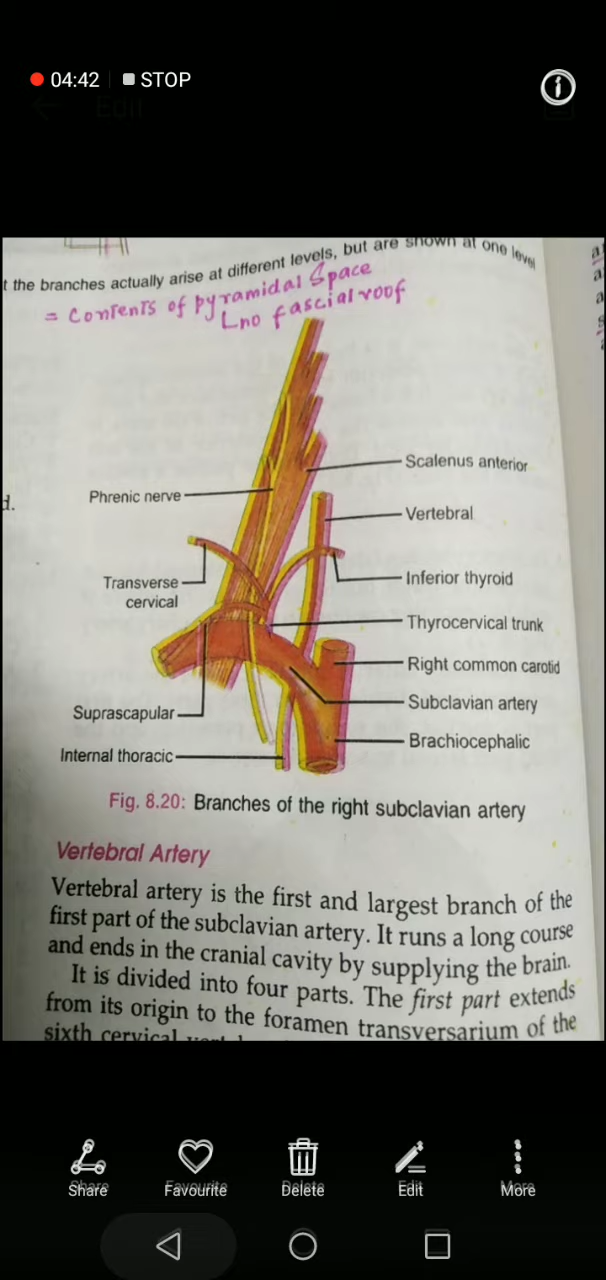 04:42 STOP
Edit
t the branches actually arise at different levels, but are shown at one level
= Contents of pyramidal Space
no fascial roof
d.
Scalenus anterior
Phrenic nerve
Vertebral
Transverse
cervical
Inferior thyroid
Thyrocervical trunk
Right common carotid
Subclavian artery
Suprascapular
Brachiocephalic
Internal thoracic
Fig. 8.20: Branches of the right subclavian artery
Vertebral Artery
Vertebral artery is the first and largest branch of the
first part of the subclavian artery. It runs a long course
and ends in the cranial cavity by supplying the brain.
It is divided into four parts. The first part extends
from its origin to the foramen transversarium of the
sixth cervical
Share Favourite Delete Edit More